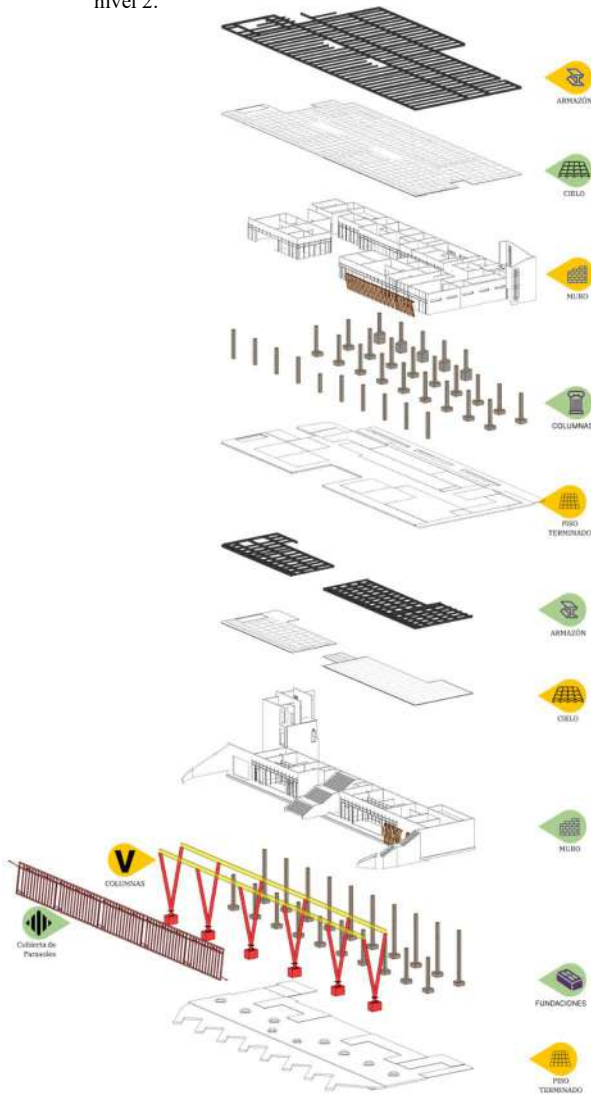 nivel 2.
ARMAZÓN
CIELO
MURO
COLUMNAS
PISO
TERMINADO
ARMAZÓN
CIELO
MURO
V
COLUMNAS
Cubierta de
Parasoles
FUNDACIONES
PISO
TERMINADO